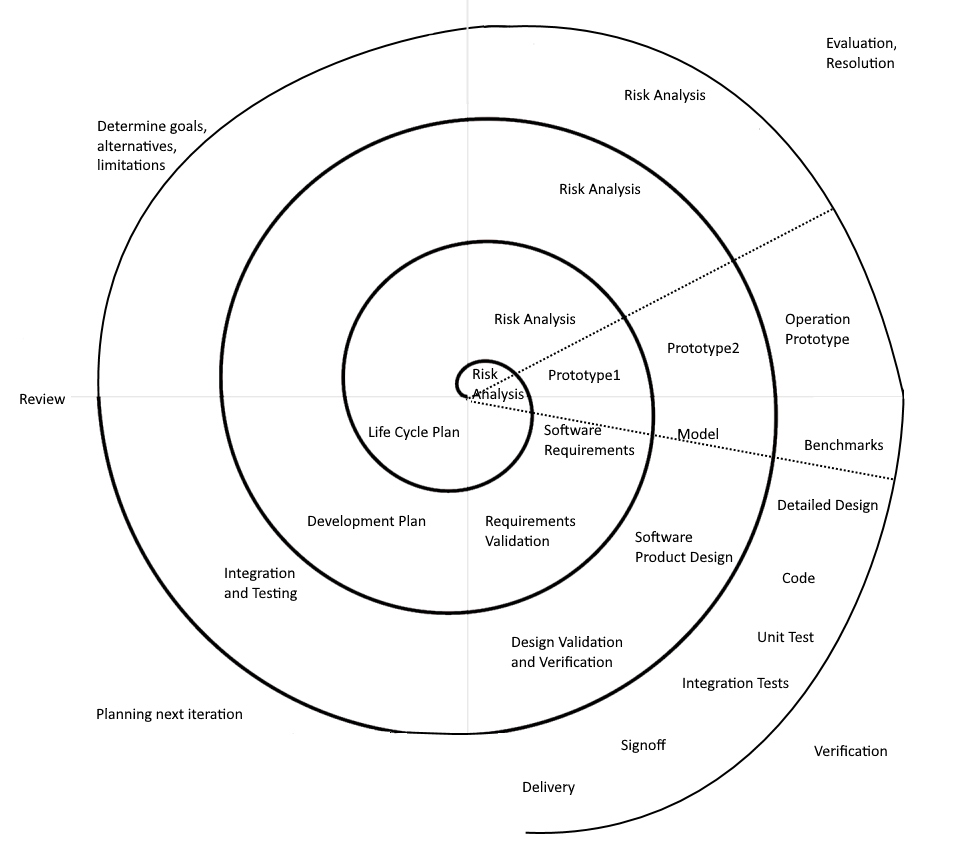 Evaluation,
Resolution
Risk Analysis
Determine goals,
alternatives,
limitations
Risk Analysis
Risk Analysis
Operation
Prototype
Prototype2
Risk
Analysis
Prototype1
Review
Life Cycle Plan
Software
Requirements
Model
Benchmarks
Detailed Design
Development Plan
Requirements
Validation
Software
Product Design
Integration
and Testing
Code
Unit Test
Design Validation
and Verification
Integration Tests
Planning next iteration
Signoff
Verification
Delivery